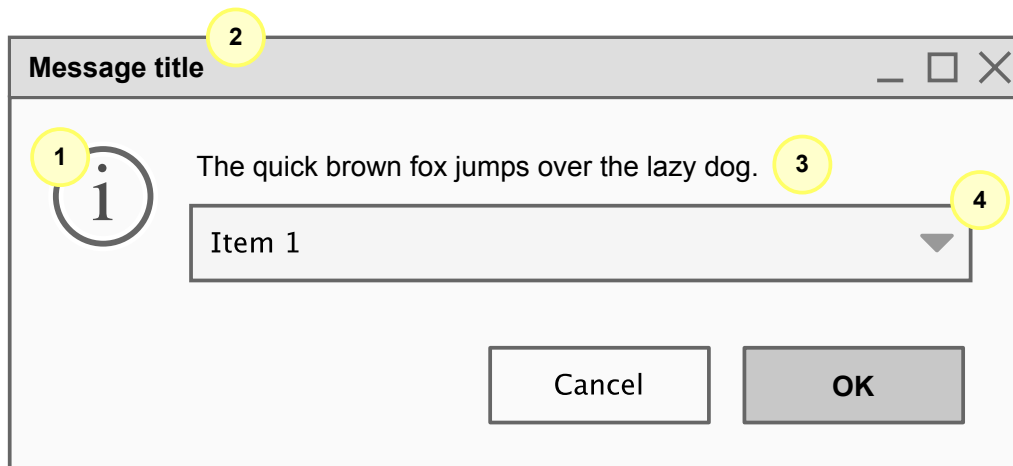 2
Message title
1
i
The quick brown fox jumps over the lazy dog.
3
4
Item 1
Cancel
OK